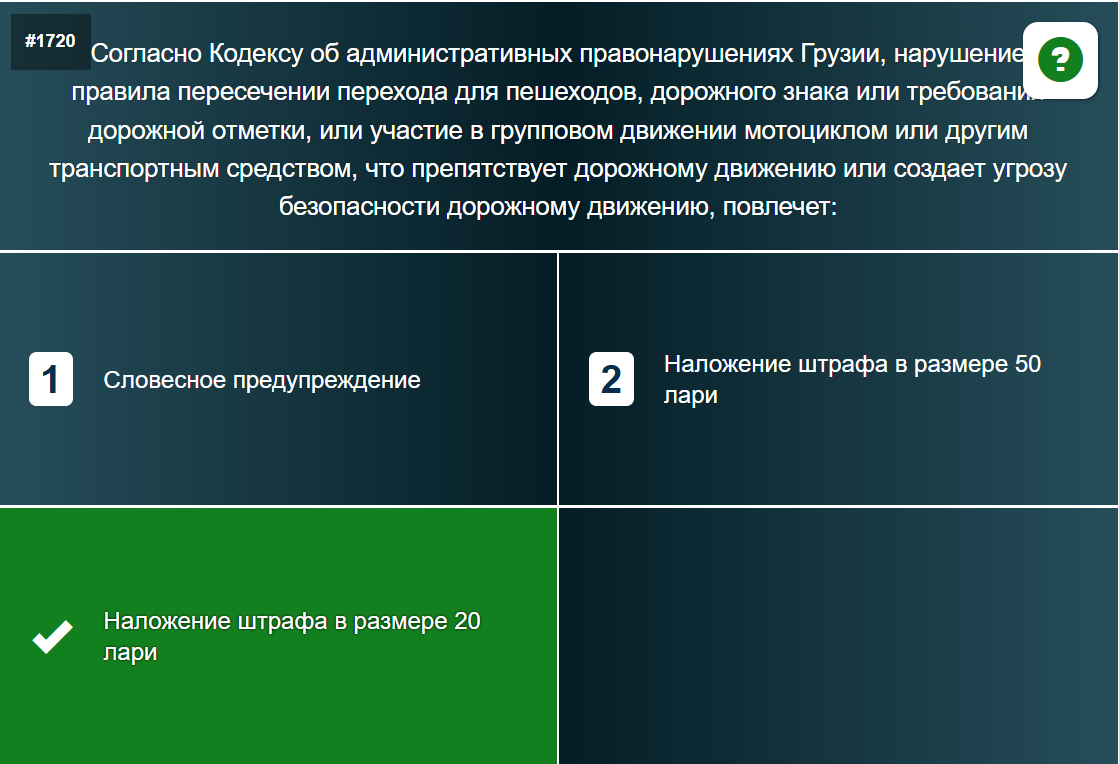 #1720
Согласно Кодексу об административных правонарушениях Грузии, нарушение
правила пересечении перехода для пешеходов, дорожного знака или
дорожной отметки, или участие в групповом движении мотоциклом или другим
транспортным средством, что препятствует дорожному движению или создает угрозу
безопасности дорожному движению, повлечет:
?
1
Словесное предупреждение
2
Наложение штрафа в размере 50
лари
Наложение штрафа в размере 20
лари